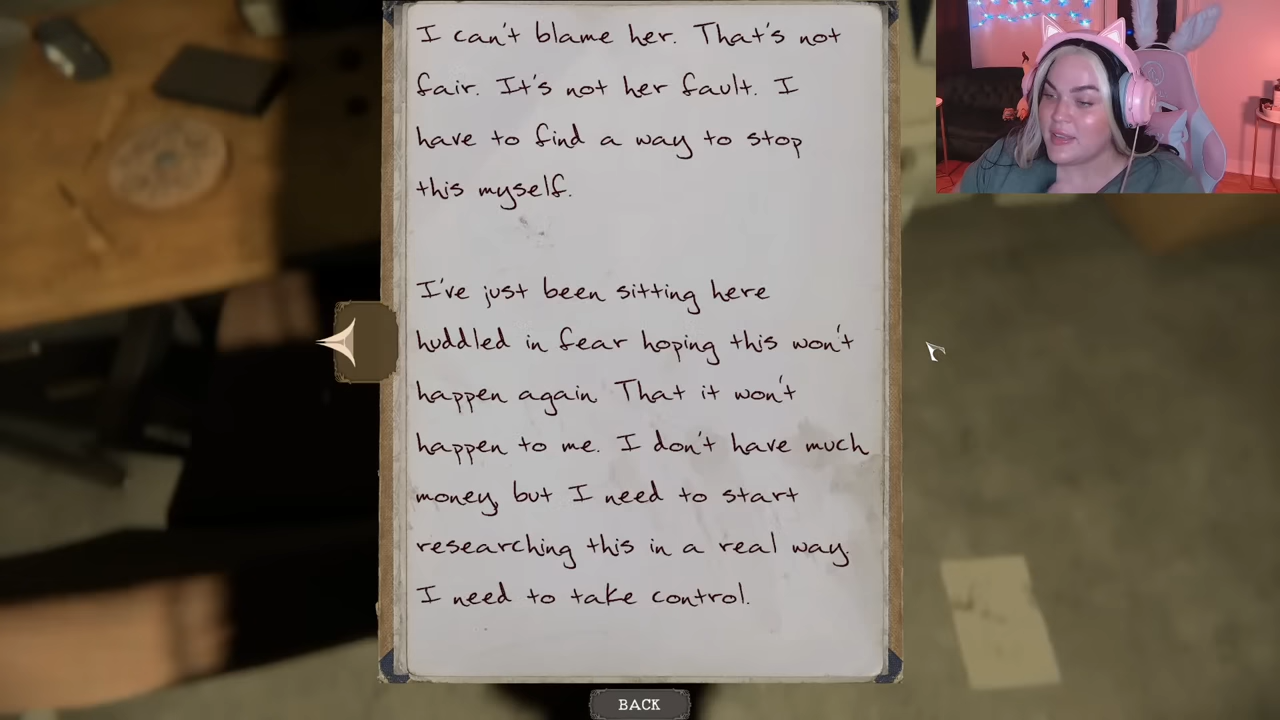 I can't blame her. That's not
fair. It's not her fault. I
have to find a way to stop
this myself.
I've just been sitting here
huddled in fear hoping this won't
happen again. That it won't
happen to me. I don't have much
money, but I need to start
researching this in a real way.
I need to take control.
BACK